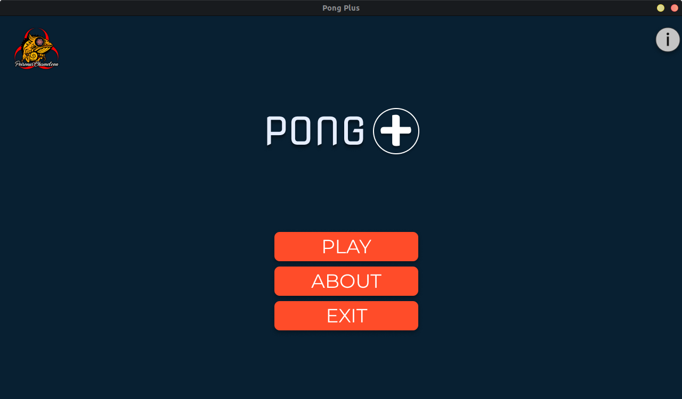 Pong Plus
i
PONG +
PLAY
ABOUT
EXIT